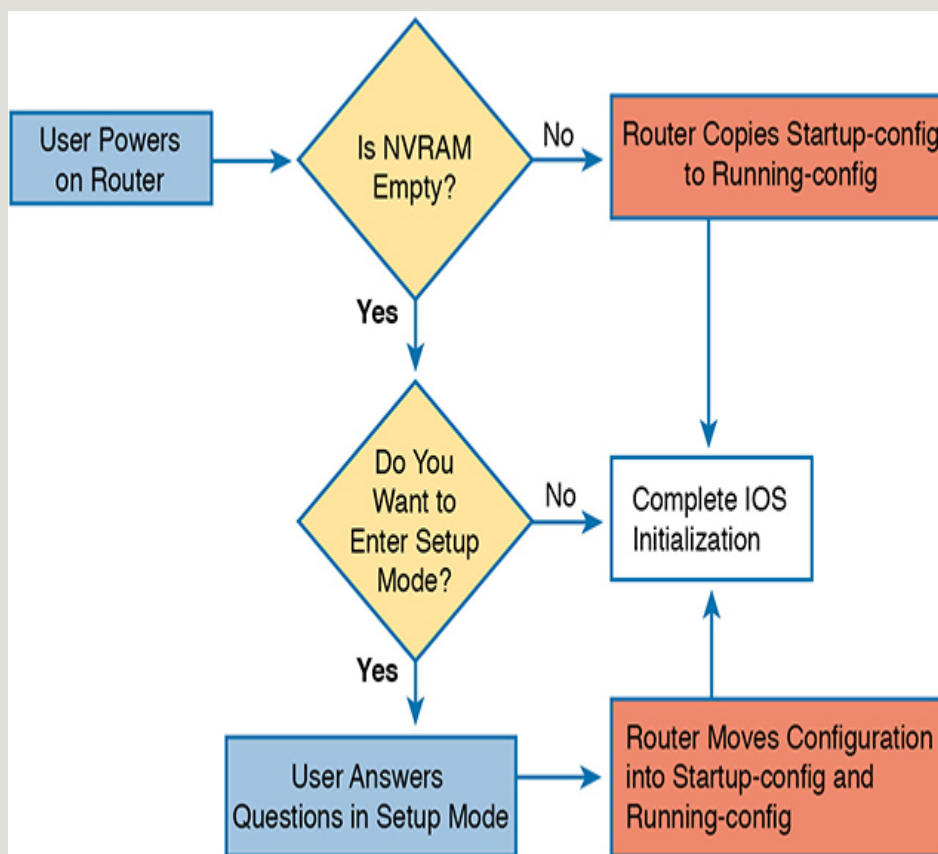 User Powers
on Router
Is NVRAM
Empty?
No
Router Copies Startup-config
to Running-config
Yes
Do You
Want to
Enter Setup
Mode?
No
Complete IOS
Initialization
Yes
User Answers
Questions in Setup Mode
Router Moves Configuration
into Startup-config and
Running-config